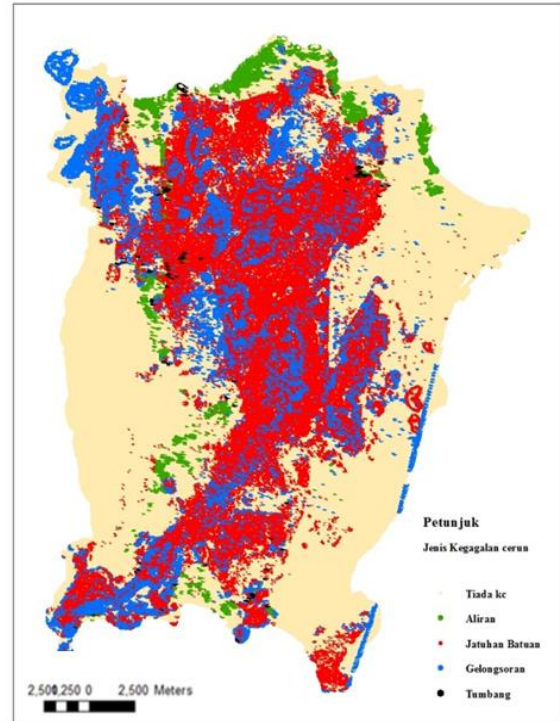 Petunjuk
Jenis Kegagalan cerun
Tiada kc
Aliran
Jatuhan Batuan
Gelongsoran
Tumbang
2,500 1,250 0 2,500 Meters